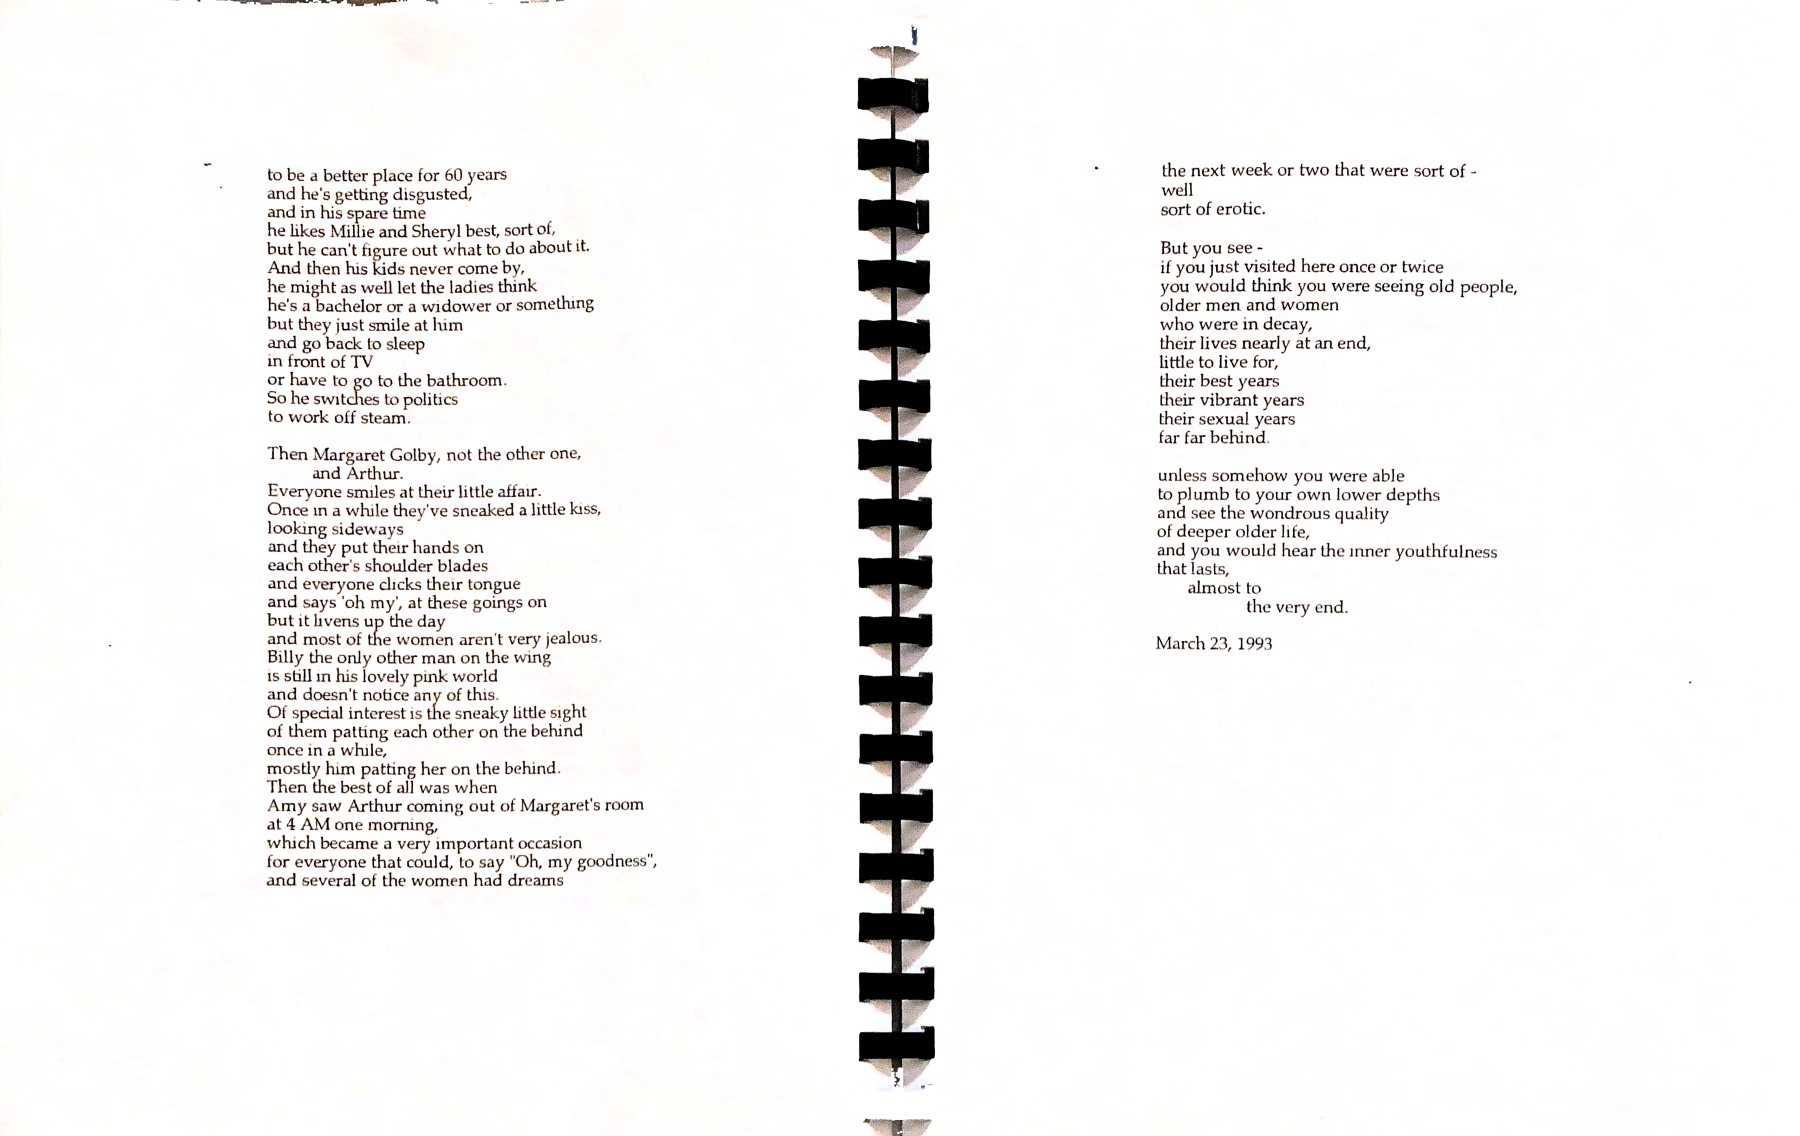 to be a better place for 60 years
and he's getting disgusted,
and in his spare time
he likes Millie and Sheryl best, sort of,
but he can't figure out what to do about it.
And then his kids never come by,
he might as well let the ladies think
he's a bachelor or a widower or something
but they just smile at him
and go back to sleep
in front of TV
or have to go to the bathroom.
So he switches to politics
to work off steam.

Then Margaret Golby, not the other one,
and Arthur.
Everyone smiles at their little affair.
Once in a while they've sneaked a little kiss,
looking sideways
and they put their hands on
each other's shoulder blades
and everyone clicks their tongue
and says 'oh my', at these goings on
but it livens up the day
and most of the women aren't very jealous.
Billy the only other man on the wing
is still in his lovely pink world
and doesn't notice any of this.
Of special interest is the sneaky little sight
of them patting each other on the behind
once in a while,
mostly him patting her on the behind.
Then the best of all was when
Amy saw Arthur coming out of Margaret's room
at 4 AM one morning,
which became a very important occasion
for everyone that could, to say "Oh, my goodness",
and several of the women had dreams

the next week or two that were sort of -
well
sort of erotic.

But you see -
if you just visited here once or twice
you would think you were seeing old people,
older men and women
who were in decay,
their lives nearly at an end,
little to live for,
their best years
their vibrant years
their sexual years
far far behind.

unless somehow you were able
to plumb to your own lower depths
and see the wondrous quality
of deeper older life,
and you would hear the inner youthfulness
that lasts,
almost to
the very end.

March 23, 1993